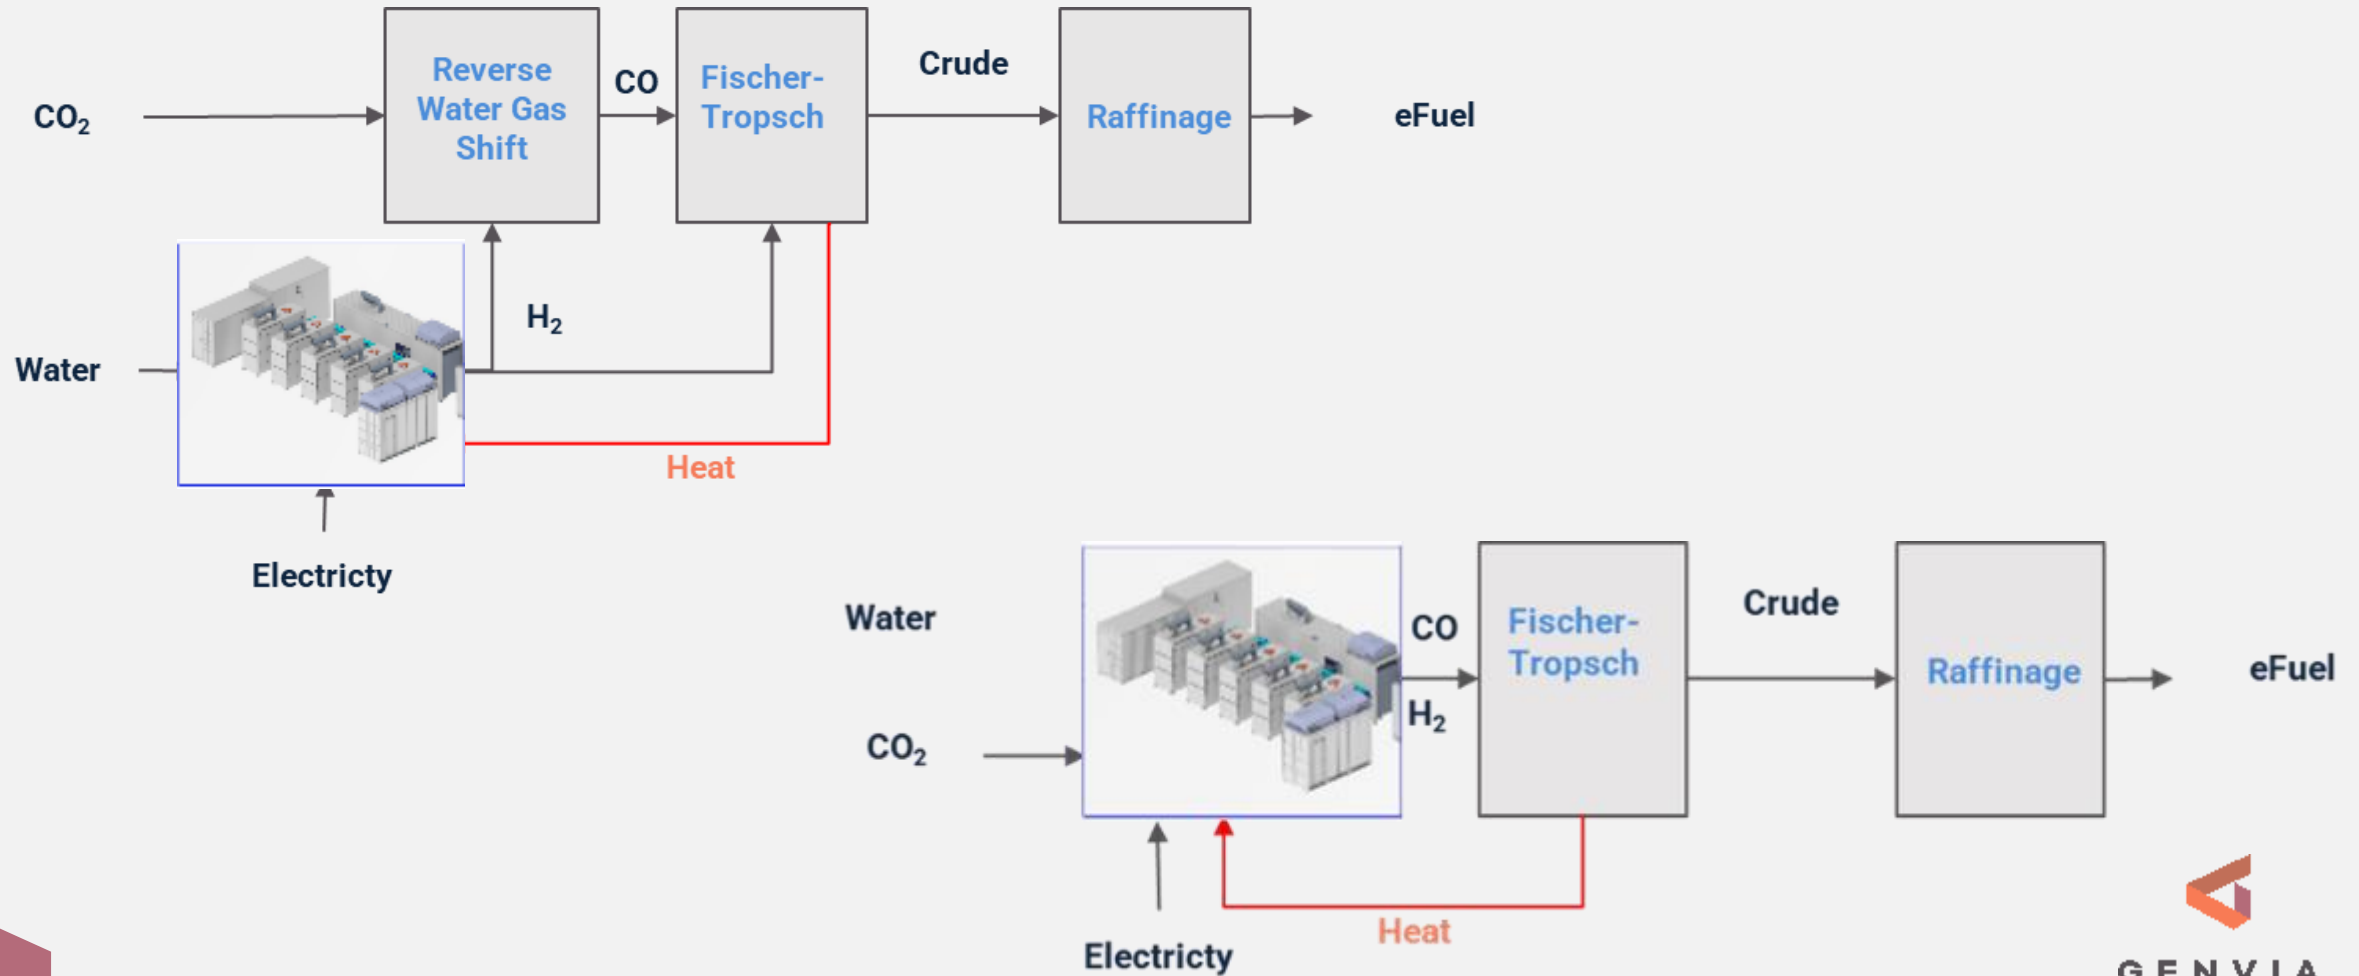 CO₂
Reverse
Water Gas
Shift
CO
Fischer-
Tropsch
Crude
Raffinage
eFuel
H₂
Water
Heat
Electricty
Water
CO₂
CO
H₂
Fischer-
Tropsch
Crude
Raffinage
eFuel
Heat
Electricty
GENVIA